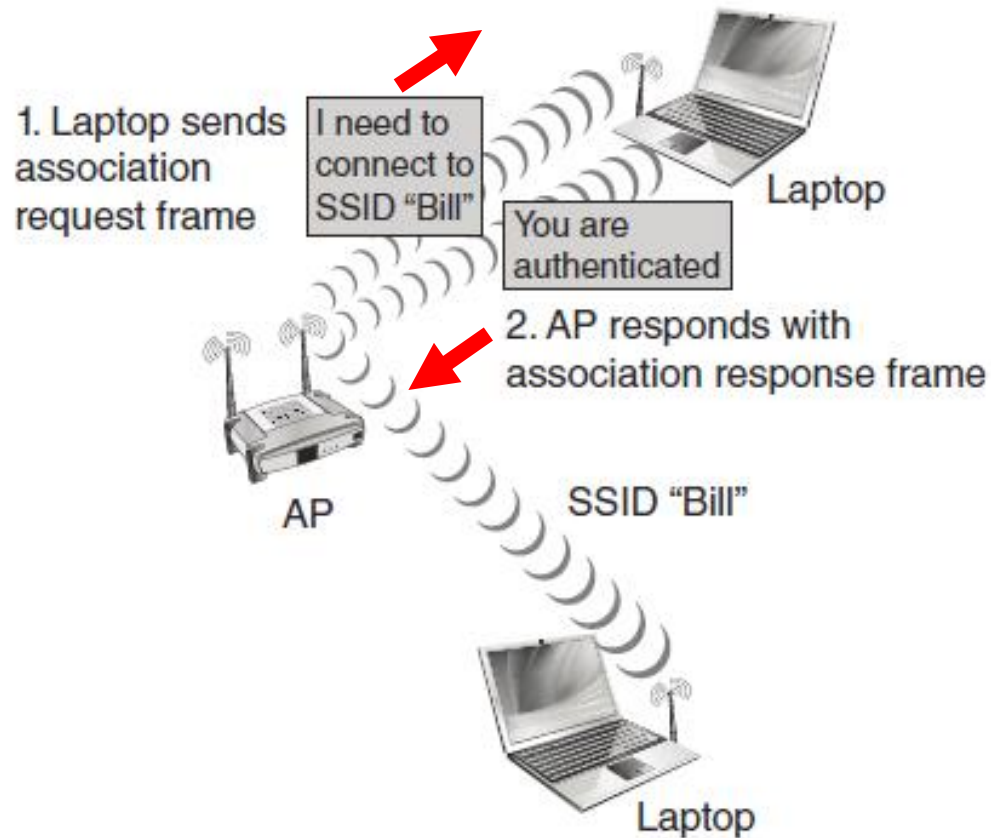 1. Laptop sends
association
request frame
I need to
connect to
SSID “Bill”
Laptop
You are
authenticated
2. AP responds with
association response frame
AP
SSID “Bill”
Laptop